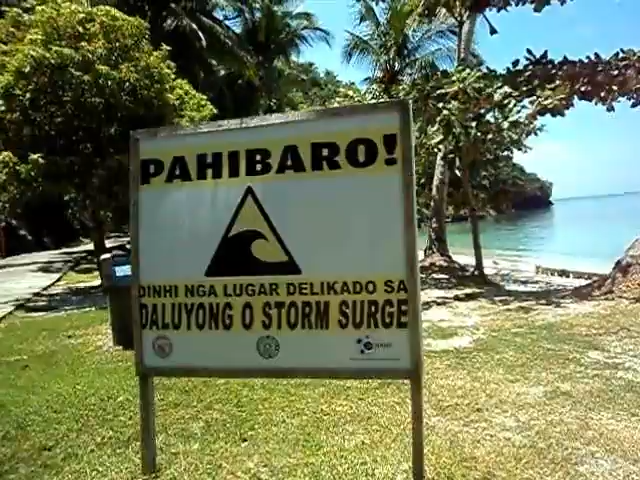 PAHIBARO!
DINHI NGA LUGAR DELIKADO SA
DALUYONG O STORM SURGE